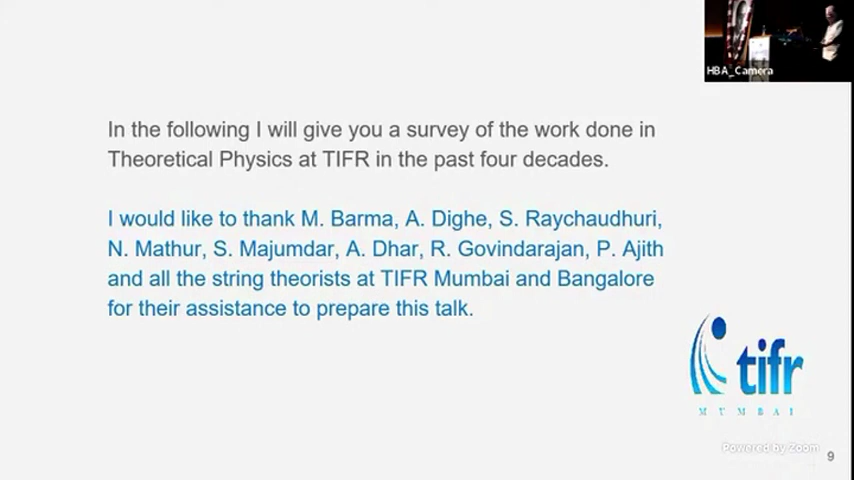 HBA_Camera
In the following I will give you a survey of the work done in
Theoretical Physics at TIFR in the past four decades.
I would like to thank M. Barma, A. Dighe, S. Raychaudhuri,
N. Mathur, S. Majumdar, A. Dhar, R. Govindarajan, P. Ajith
and all the string theorists at TIFR Mumbai and Bangalore
for their assistance to prepare this talk.
tifr
MUMBAI
Powered by Zoom
9